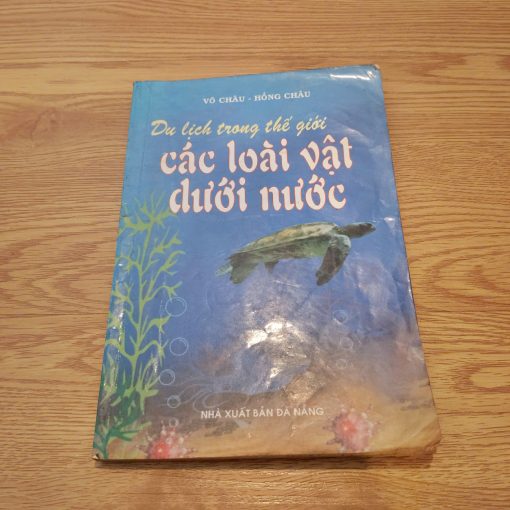 VÕ CHÂU - HỒNG CHÂU
Du lịch trong thế giới
các loài vật
dưới nước
NHÀ XUẤT BẢN ĐÀ NẴNG